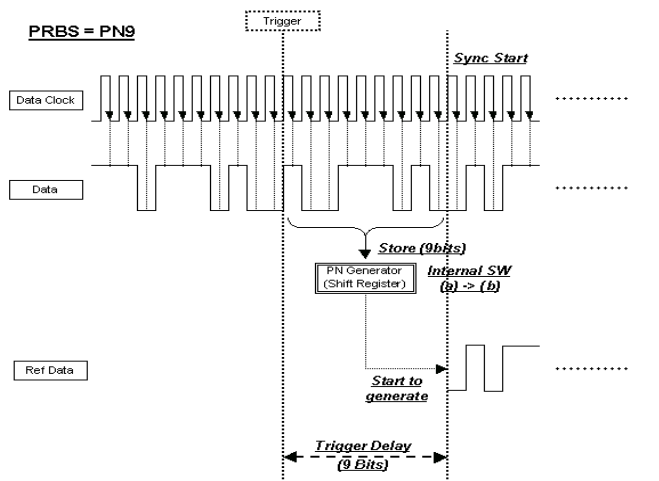 Trigger
PRBS = PN9
Sync Start
Data Clock
Data
Store (9bits)
PN Generator
(Shift Register)
Internal SW
(a) -> (b)
Ref Data
Start to
generate
Trigger Delay
(9 Bits)